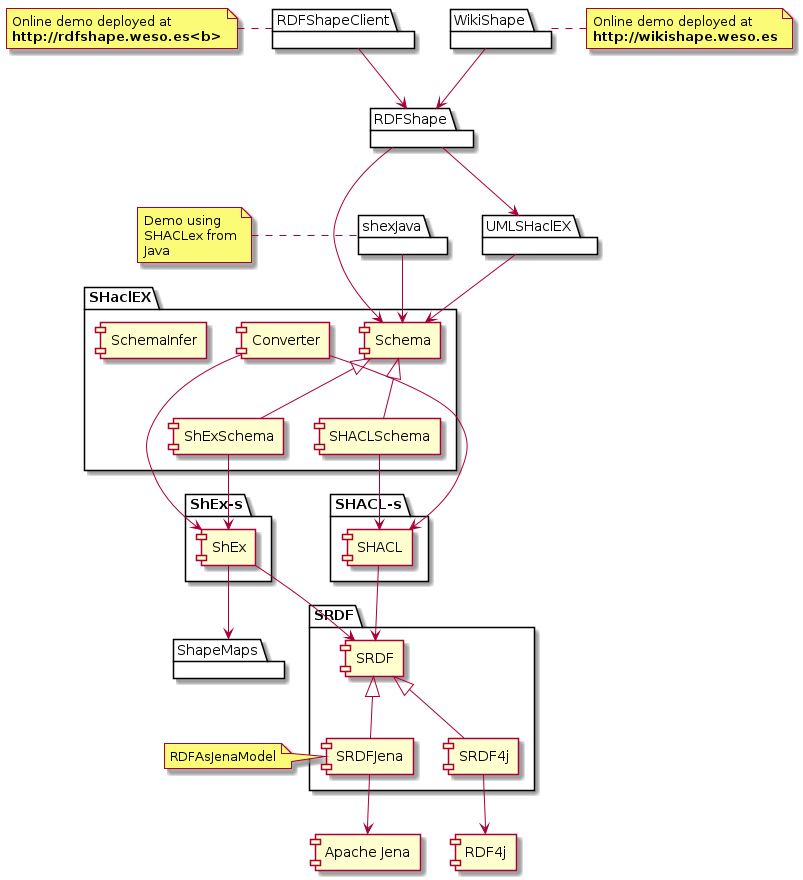 Online demo deployed at
http://rdfshape.weso.es<b>
RDFShapeClient
WikiShape
Online demo deployed at
http://wikishape.weso.es
RDFShape
Demo using
SHACLex from
Java
shexJava
UMLSHaclEX
SHaclEX
SchemaInfer
Converter
Schema
ShExSchema
SHACLSchema
ShEx-s
SHACL-s
ShEx
SHACL
SRDF
ShapeMaps
SRDF
RDFAsJenaModel
SRDFJena
SRDF4j
Apache Jena
RDF4j